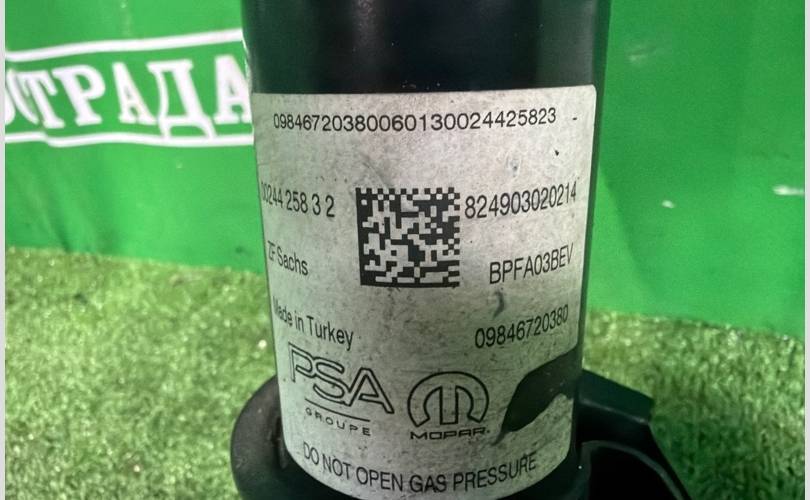 ОТРАДА
09846720380060130024425823 -
00244 258 3 2
824903020214
ZF Sachs
BPFA03BEV
Made in Turkey
09846720380
PSA
GROUPE
MOPAR
DO NOT OPEN GAS PRESSURE